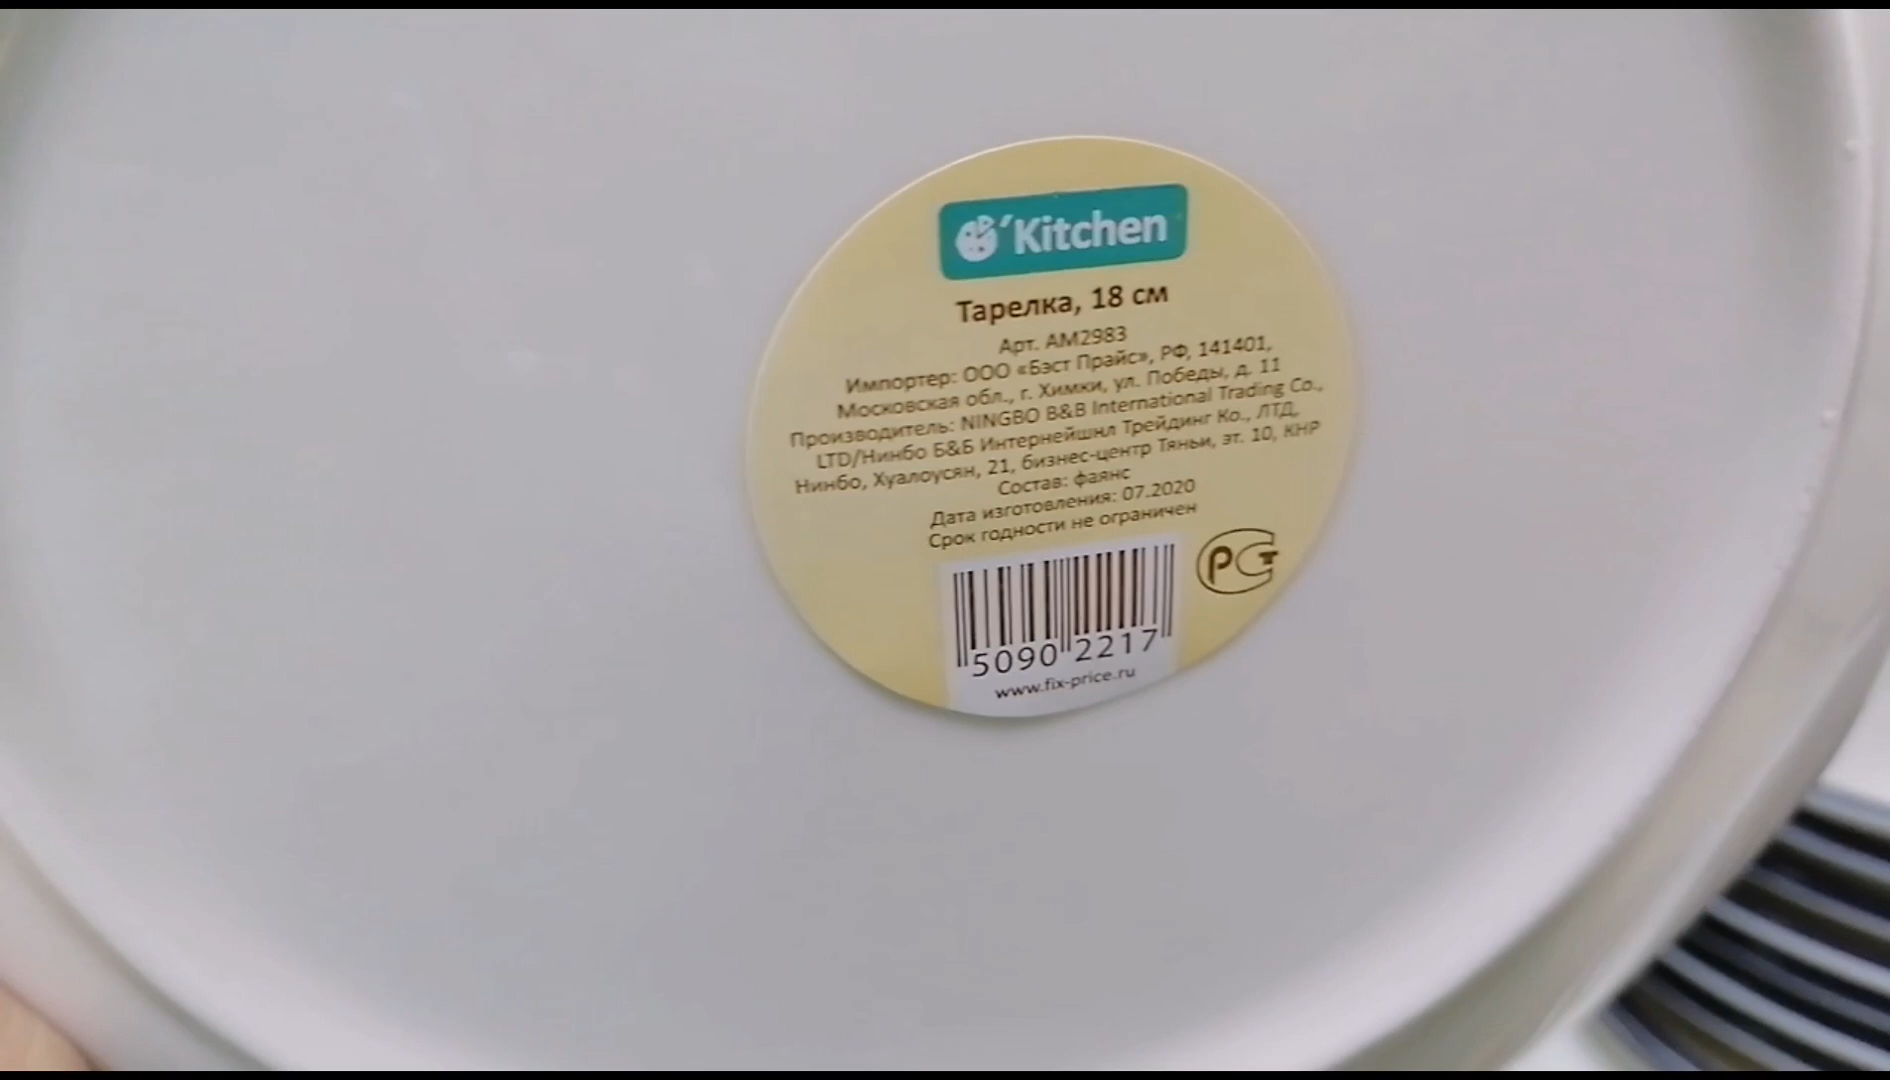 'Kitchen
Тарелка, 18 см
Арт. АМ2983
Импортер: ООО «Бэст Прайс», РФ, 141401,
Московская обл., г. Химки, ул. Победы, д. 11
Производитель: NINGBO B&B International Trading Co.,
LTD/Нинбо Б&Б Интернейшнл Трейдинг Ко., ЛТД,
Нинбо, Хуалоусян, 21, бизнес-центр Тяньи, эт. 10, КНР
Состав: фаянс
Дата изготовления: 07.2020
Срок годности не ограничен
РСТ
5090 2217
www.fix-price.ru